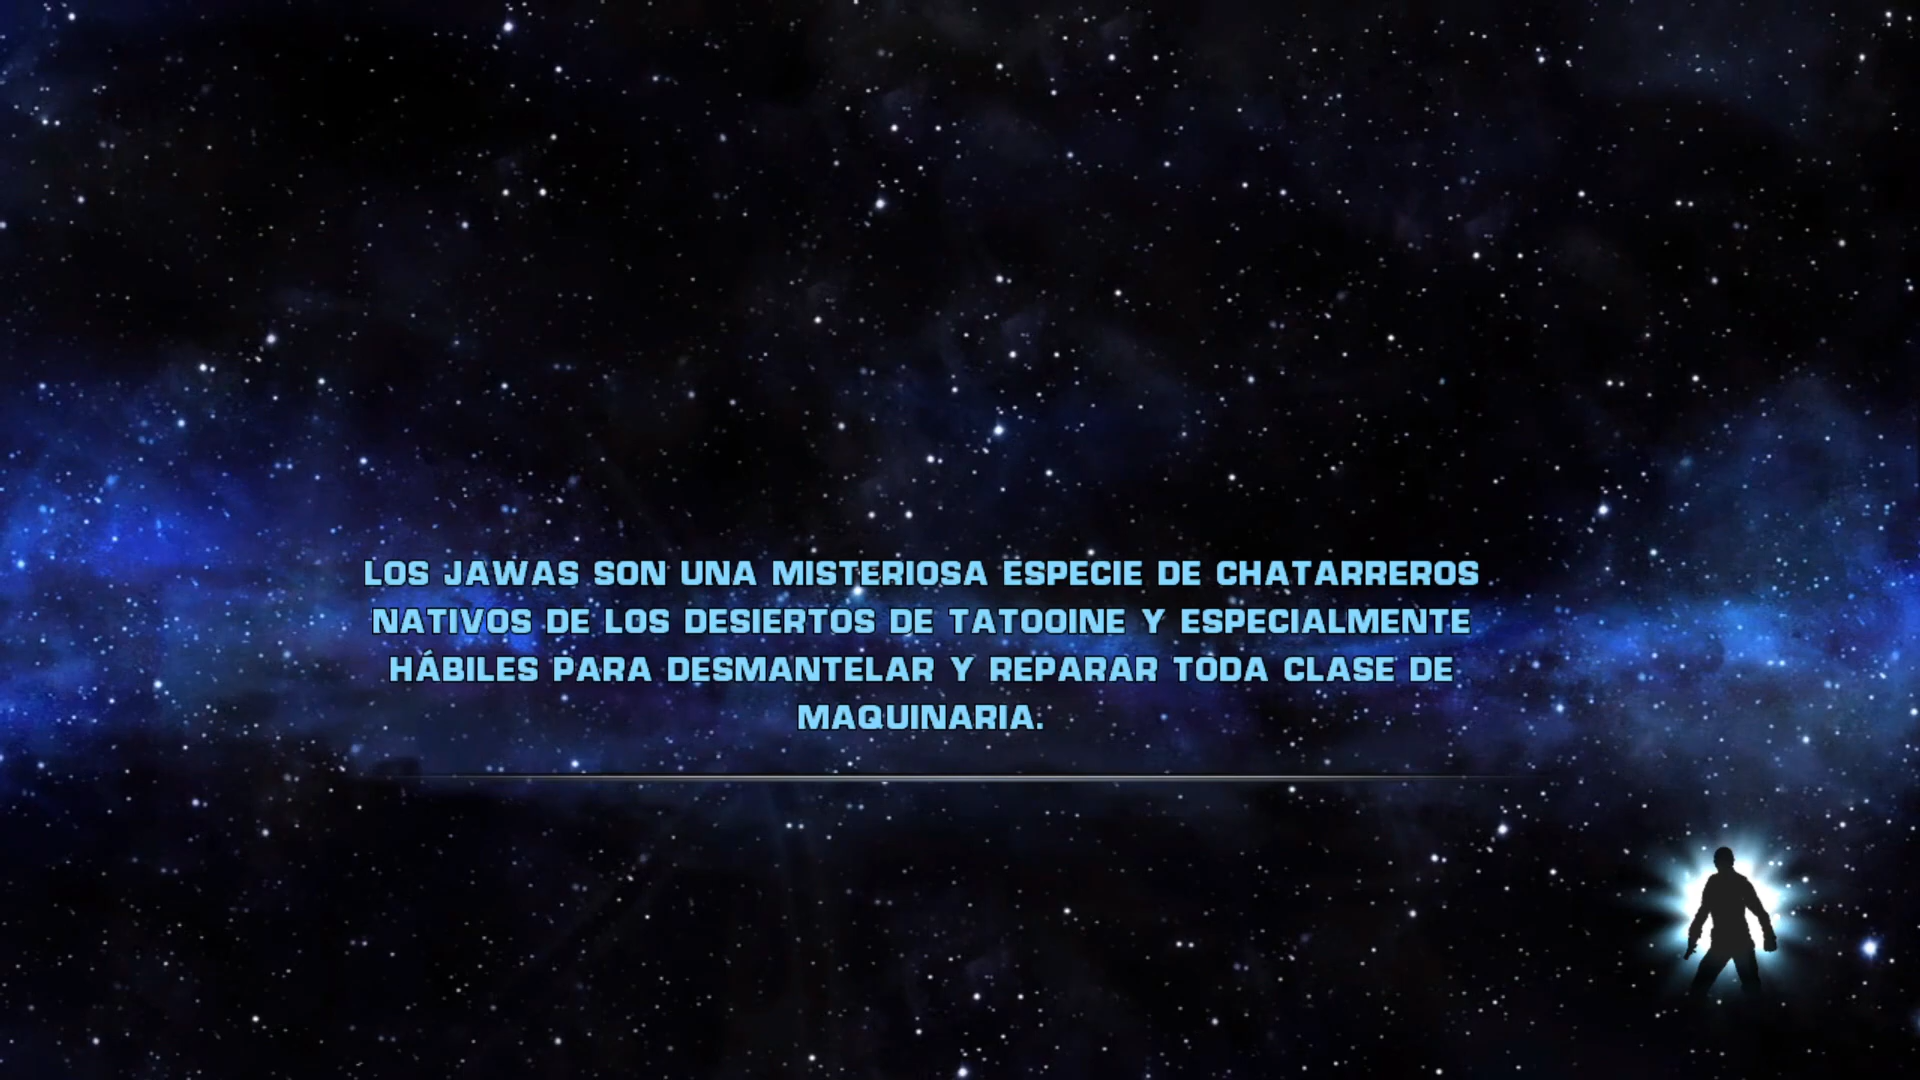 LOS JAWAS SON UNA MISTERIOSA ESPECIE DE CHATARREROS
NATIVOS DE LOS DESIERTOS DE TATOOINE Y ESPECIALMENTE
HÁBILES PARA DESMANTELAR Y REPARAR TODA CLASE DE
MAQUINARIA.